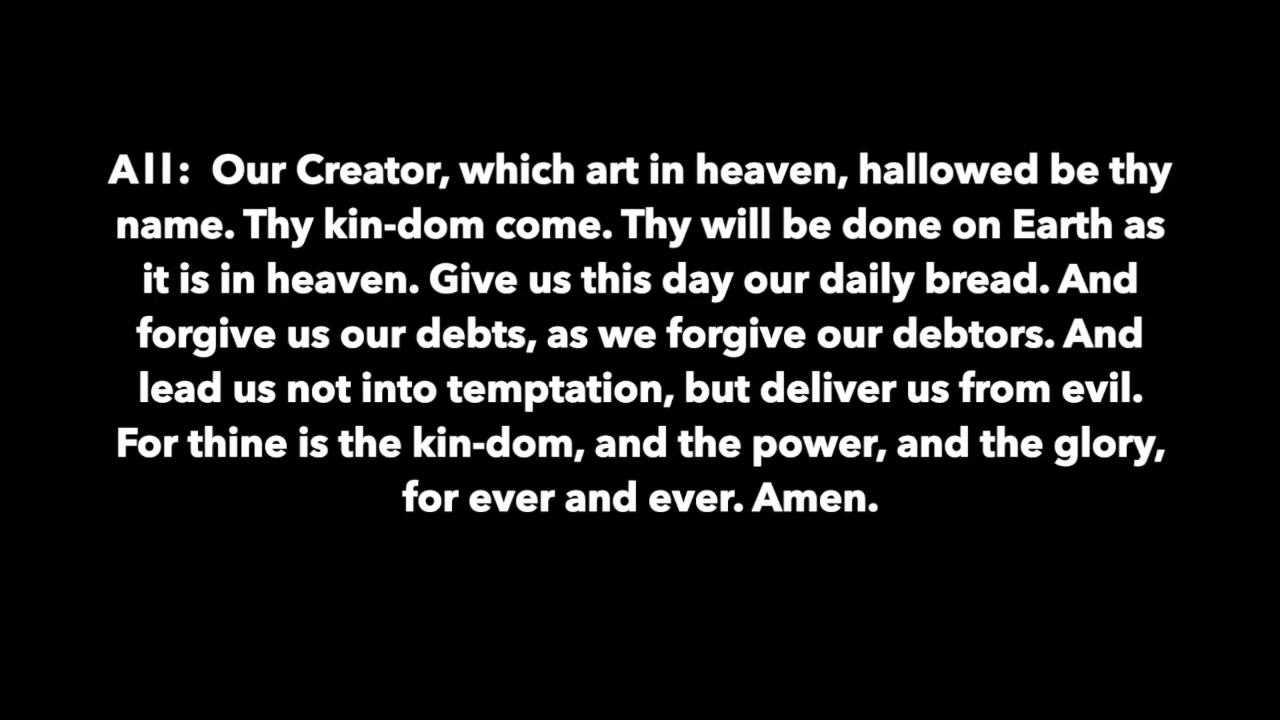 All: Our Creator, which art in heaven, hallowed be thy
name. Thy kin-dom come. Thy will be done on Earth as
it is in heaven. Give us this day our daily bread. And
forgive us our debts, as we forgive our debtors. And
lead us not into temptation, but deliver us from evil.
For thine is the kin-dom, and the power, and the glory,
for ever and ever. Amen.